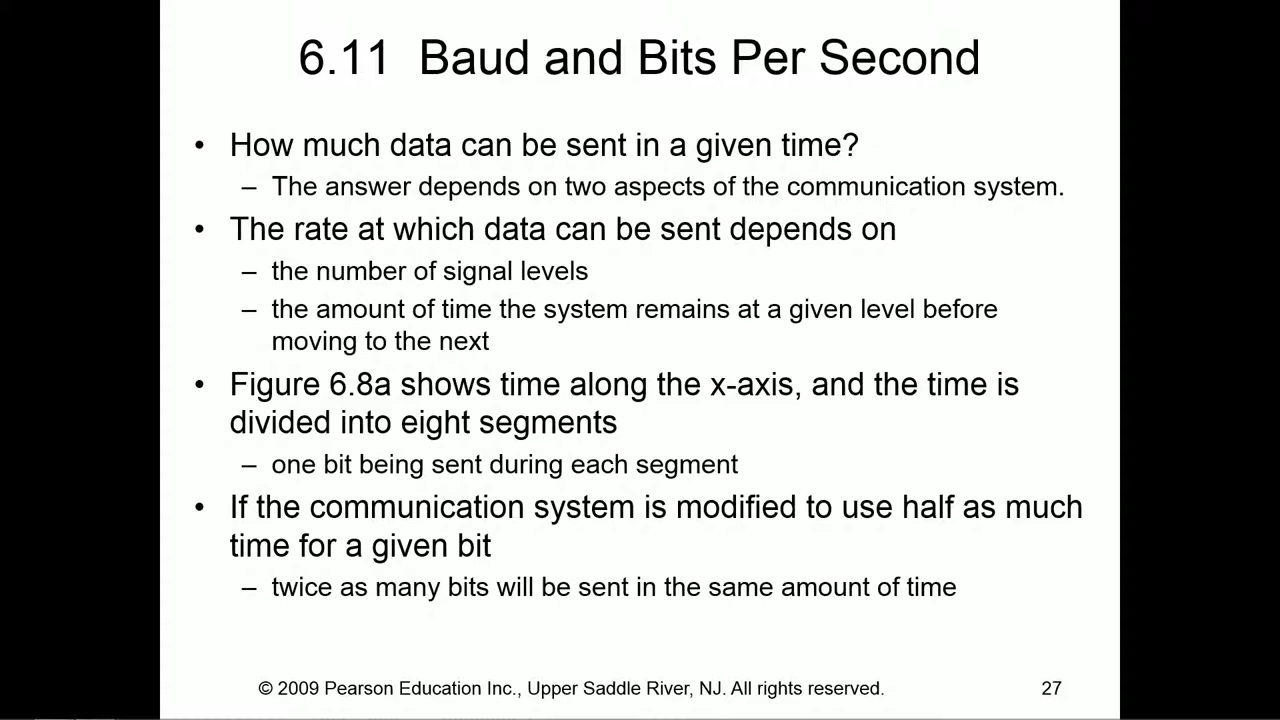 6.11 Baud and Bits Per Second
• How much data can be sent in a given time?
– The answer depends on two aspects of the communication system.
• The rate at which data can be sent depends on
– the number of signal levels
– the amount of time the system remains at a given level before
moving to the next
• Figure 6.8a shows time along the x-axis, and the time is
divided into eight segments
– one bit being sent during each segment
• If the communication system is modified to use half as much
time for a given bit
– twice as many bits will be sent in the same amount of time
© 2009 Pearson Education Inc., Upper Saddle River, NJ. All rights reserved.
27